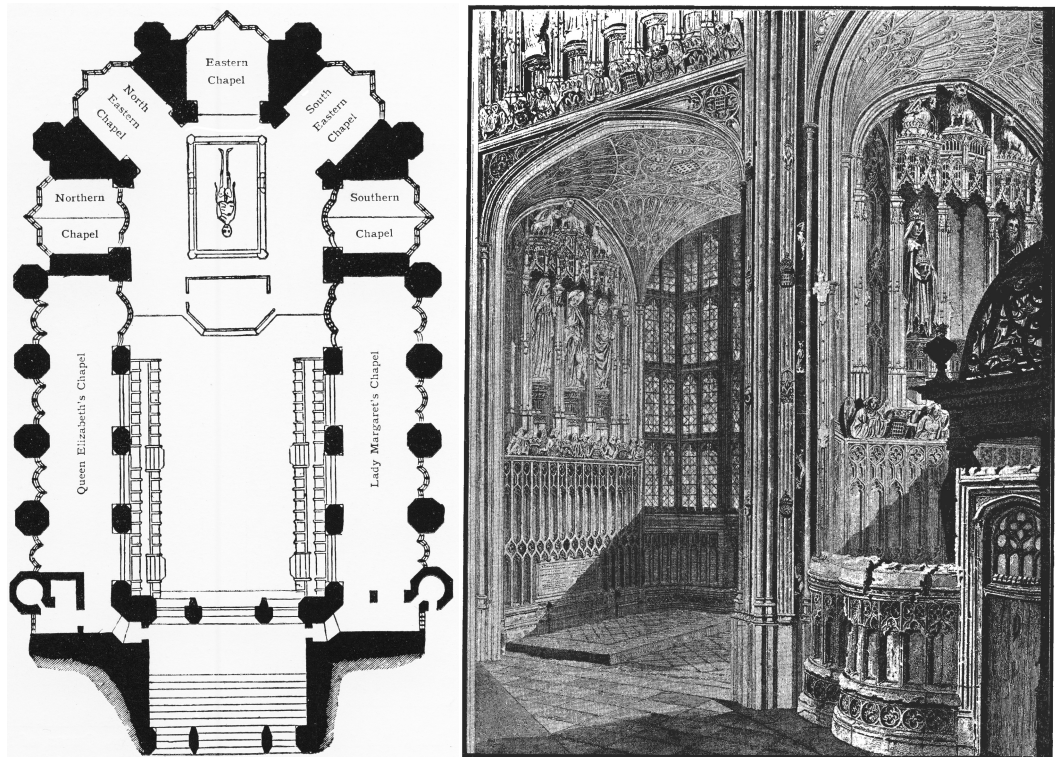 Eastern
Chapel
North
Eastern
Chapel
South
Eastern
Chapel
Northern
Chapel
Southern
Chapel
Queen Elizabeth's Chapel
Lady Margaret's Chapel